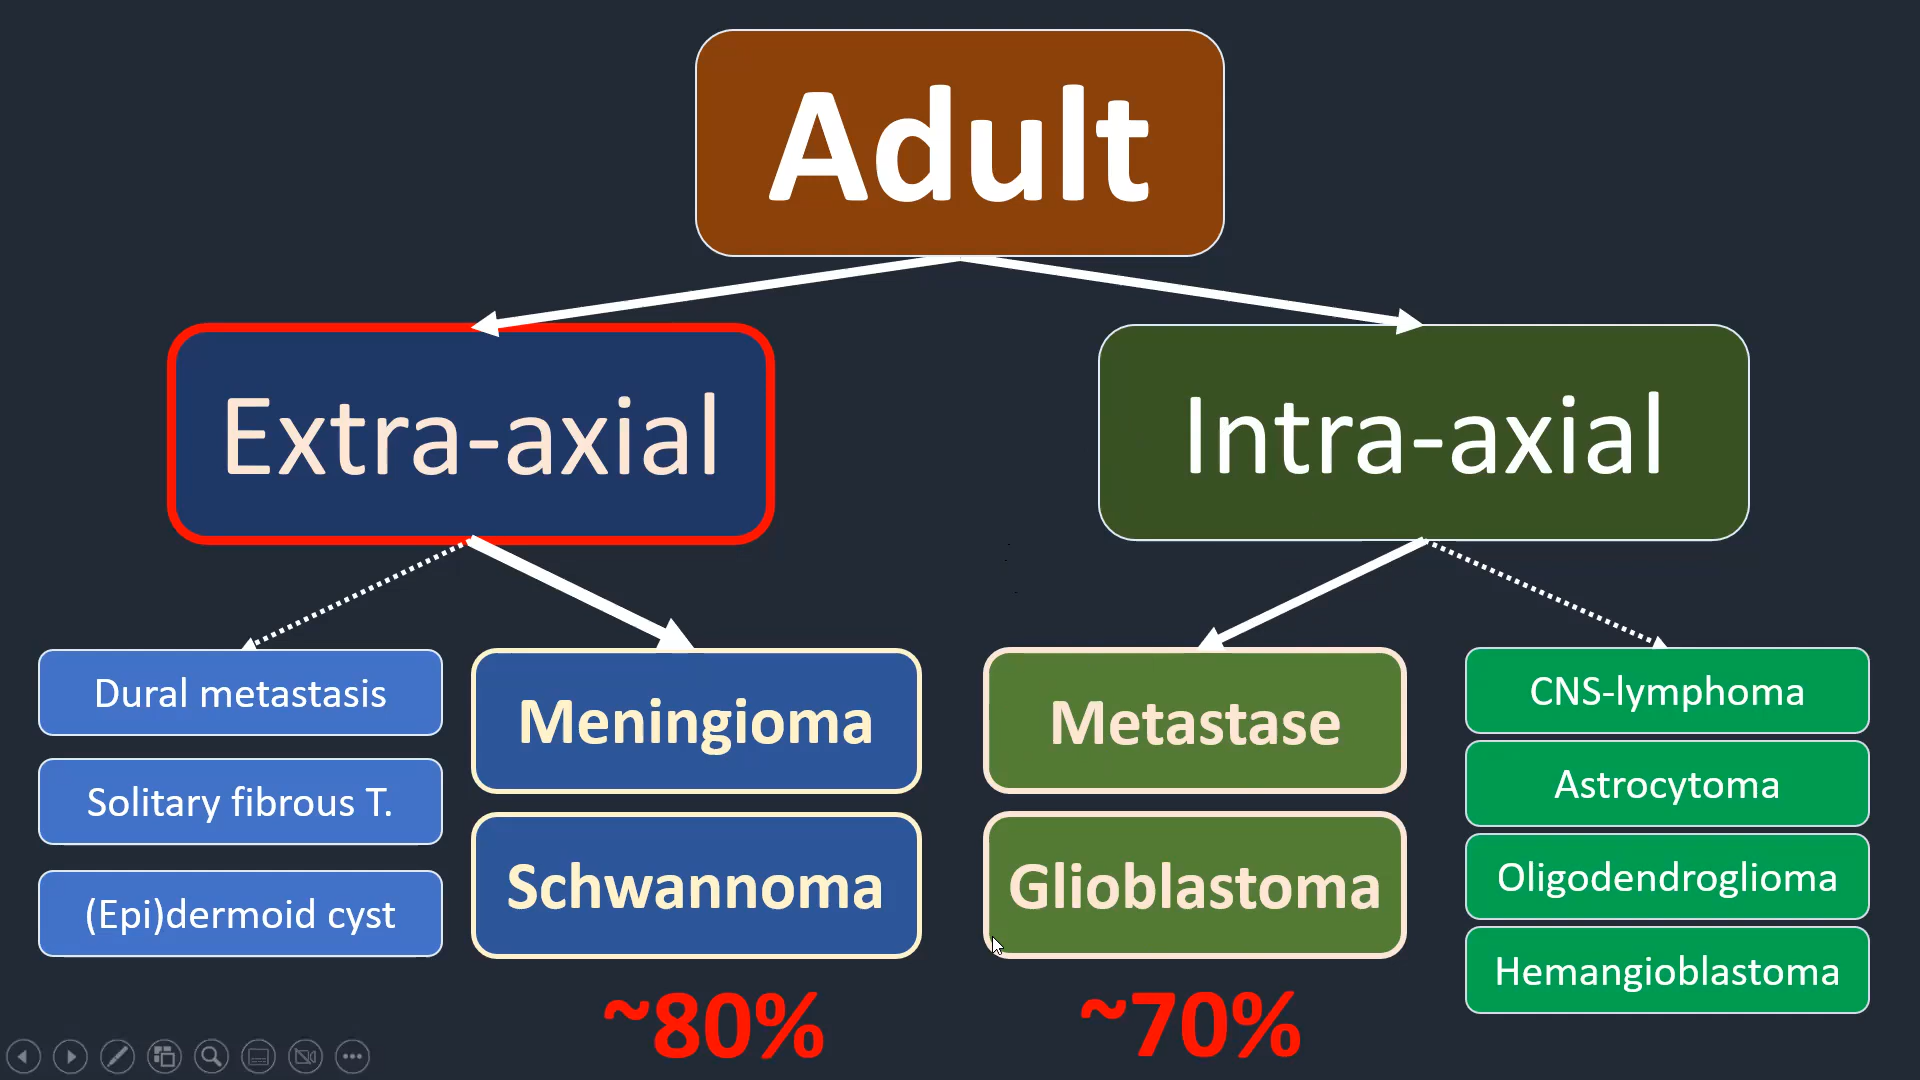 Adult
Extra-axial
Intra-axial
Dural metastasis
Solitary fibrous T.
(Epi)dermoid cyst
Meningioma
Schwannoma
~80%
Metastase
Glioblastoma
~70%
CNS-lymphoma
Astrocytoma
Oligodendroglioma
Hemangioblastoma